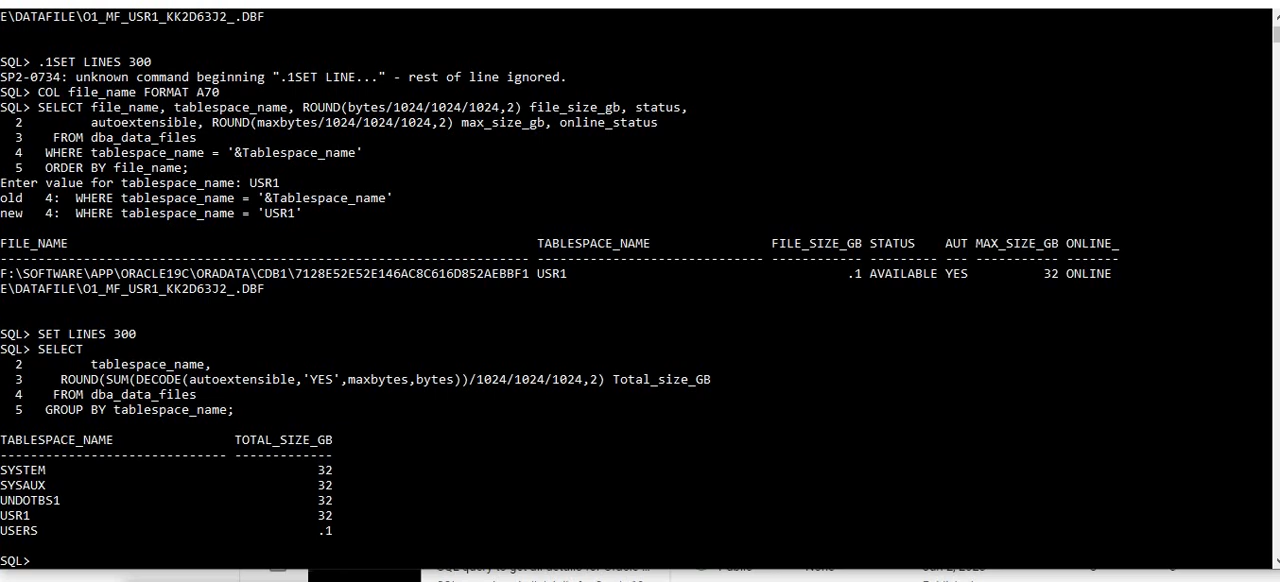 E\DATAFILE\O1_MF_USR1_KK2D63J2_.DBF
SQL> .1SET LINES 300
SP2-0734: unknown command beginning ".1SET LINE..." - rest of line ignored.
SQL> COL file_name FORMAT A70
SQL> SELECT file_name, tablespace_name, ROUND(bytes/1024/1024/1024,2) file_size_gb, status,
  2         autoextensible, ROUND(maxbytes/1024/1024/1024,2) max_size_gb, online_status
  3    FROM dba_data_files
  4   WHERE tablespace_name = '&Tablespace_name'
  5   ORDER BY file_name;
Enter value for tablespace_name: USR1
old   4:  WHERE tablespace_name = '&Tablespace_name'
new   4:  WHERE tablespace_name = 'USR1'
FILE_NAME TABLESPACE_NAME FILE_SIZE_GB STATUS AUT MAX_SIZE_GB ONLINE_
---------------------------------------------------------------------- ------------------------------ ------------ --------- --- ----------- -------
F:\SOFTWARE\APP\ORACLE19C\ORADATA\CDB1\7128E52E52E146AC8C616D852AEBBF1 USR1 .1 AVAILABLE YES 32 ONLINE
E\DATAFILE\O1_MF_USR1_KK2D63J2_.DBF
SQL> SET LINES 300
SQL> SELECT
  2         tablespace_name,
  3     ROUND(SUM(DECODE(autoextensible,'YES',maxbytes,bytes))/1024/1024/1024,2) Total_size_GB
  4    FROM dba_data_files
  5   GROUP BY tablespace_name;
TABLESPACE_NAME TOTAL_SIZE_GB
------------------------------ -------------
SYSTEM 32
SYSAUX 32
UNDOTBS1 32
USR1 32
USERS .1
SQL>